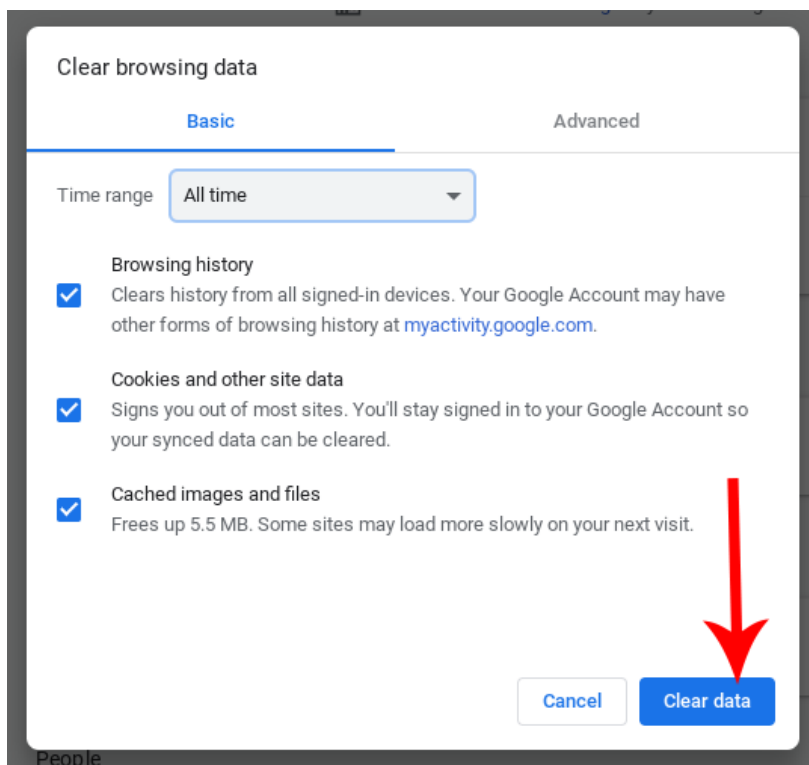 Clear browsing data
Basic Advanced
Time range All time
Browsing history
Clears history from all signed-in devices. Your Google Account may have
other forms of browsing history at myactivity.google.com.
Cookies and other site data
Signs you out of most sites. You'll stay signed in to your Google Account so
your synced data can be cleared.
Cached images and files
Frees up 5.5 MB. Some sites may load more slowly on your next visit.
Cancel Clear data
People